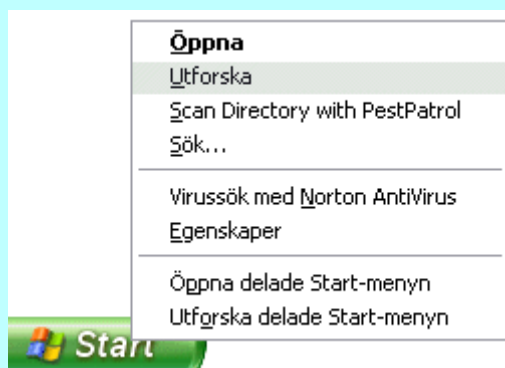 Öppna
Utforska
Scan Directory with PestPatrol
Sök...
Virussök med Norton AntiVirus
Egenskaper
Öppna delade Start-menyn
Utforska delade Start-menyn
Start